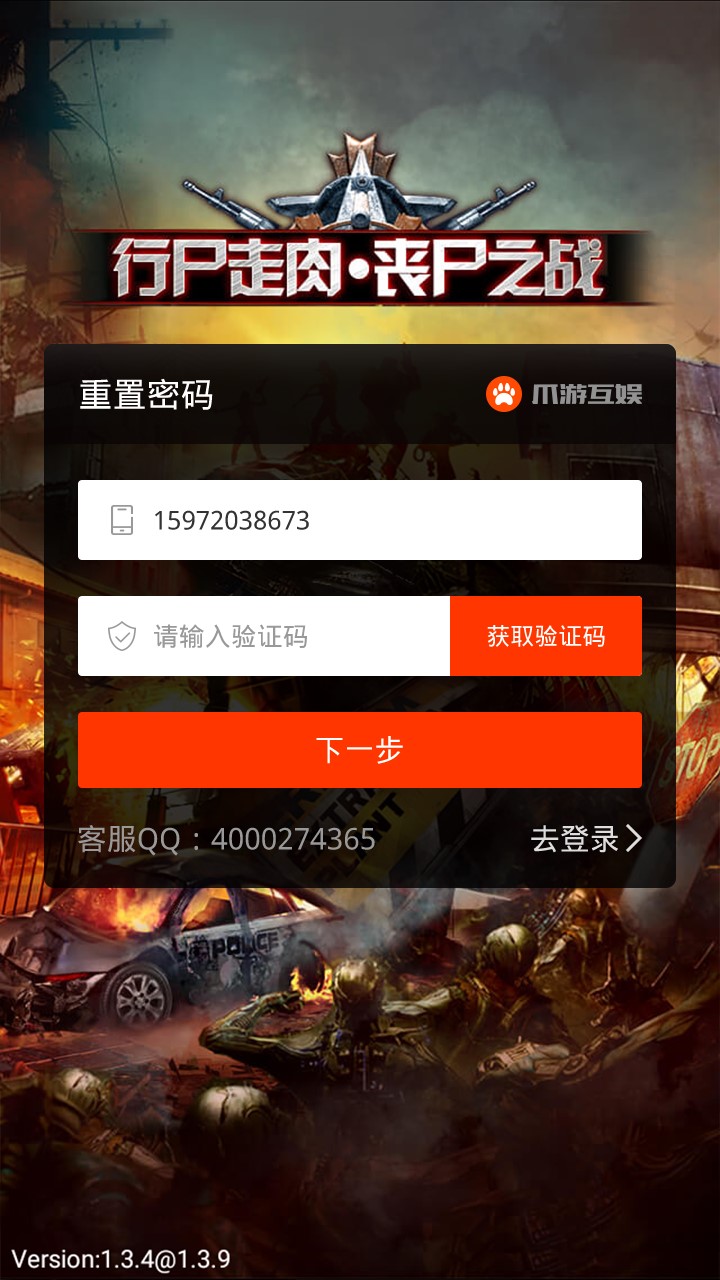 行尸走肉·丧尸之战
重置密码
爪游互娱
15972038673
请输入验证码
获取验证码
下一步
客服QQ：4000274365
去登录
STOP
POLICE
Version:1.3.4@1.3.9